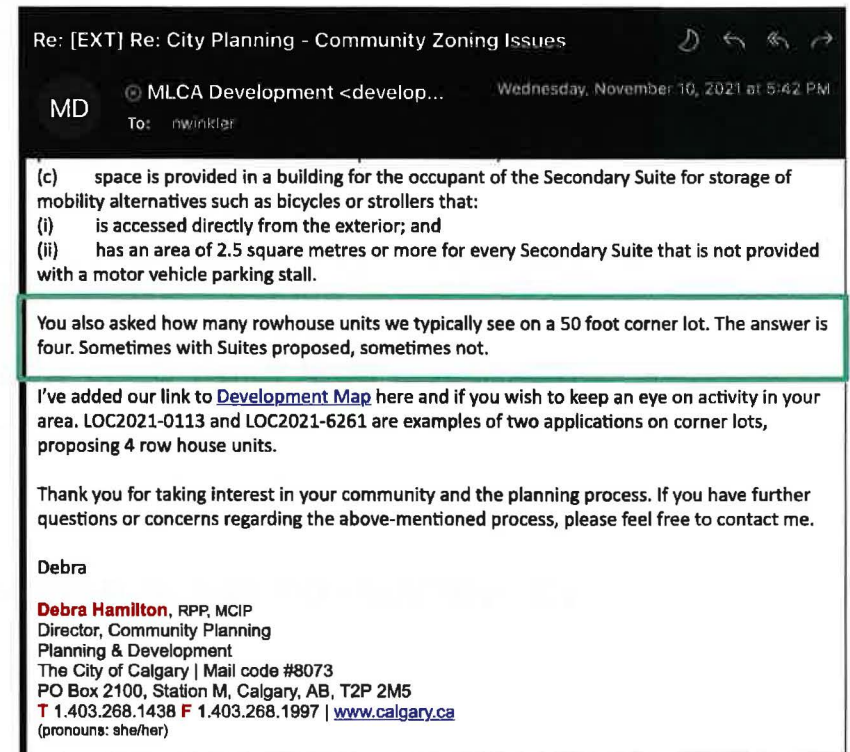 Re: [EXT] Re: City Planning - Community Zoning Issues
MD
MLCA Development <develop...
Wednesday, November 10, 2021 at 5:42 PM
To: nwinkler
(c) space is provided in a building for the occupant of the Secondary Suite for storage of
mobility alternatives such as bicycles or strollers that:
(i) is accessed directly from the exterior; and
(ii) has an area of 2.5 square metres or more for every Secondary Suite that is not provided
with a motor vehicle parking stall.
You also asked how many rowhouse units we typically see on a 50 foot corner lot. The answer is
four. Sometimes with Suites proposed, sometimes not.
I've added our link to Development Map here and if you wish to keep an eye on activity in your
area. LOC2021-0113 and LOC2021-6261 are examples of two applications on corner lots,
proposing 4 row house units.
Thank you for taking interest in your community and the planning process. If you have further
questions or concerns regarding the above-mentioned process, please feel free to contact me.
Debra
Debra Hamilton, RPP, MCIP
Director, Community Planning
Planning & Development
The City of Calgary | Mail code #8073
PO Box 2100, Station M, Calgary, AB, T2P 2M5
T 1.403.268.1438 F 1.403.268.1997 | www.calgary.ca
(pronouns: she/her)